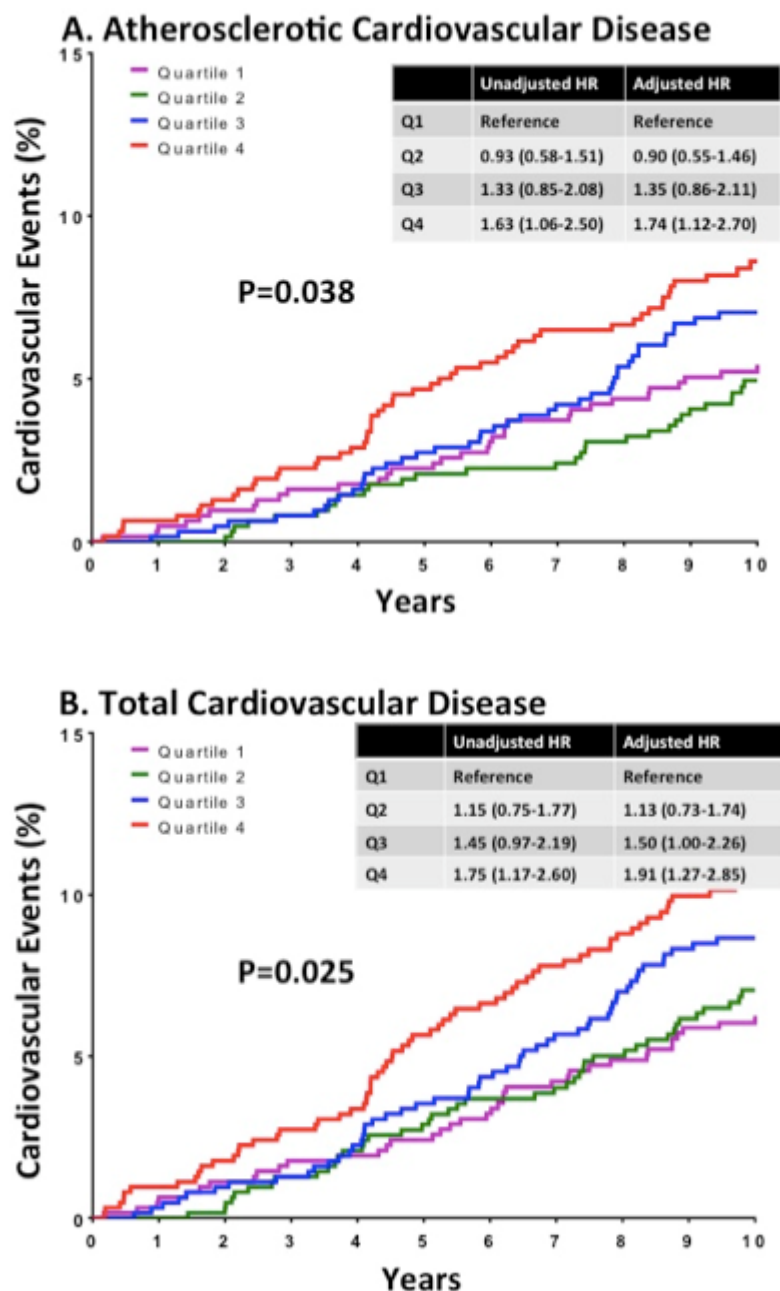 A. Atherosclerotic Cardiovascular Disease
15
Quartile 1
Quartile 2
Quartile 3
Quartile 4
Unadjusted HR Adjusted HR
Q1 Reference Reference
Q2 0.93 (0.58-1.51) 0.90 (0.55-1.46)
Q3 1.33 (0.85-2.08) 1.35 (0.86-2.11)
Q4 1.63 (1.06-2.50) 1.74 (1.12-2.70)
Cardiovascular Events (%)
10
P=0.038
5
0
0 1 2 3 4 5 6 7 8 9 10
Years
B. Total Cardiovascular Disease
15
Quartile 1
Quartile 2
Quartile 3
Quartile 4
Unadjusted HR Adjusted HR
Q1 Reference Reference
Q2 1.15 (0.75-1.77) 1.13 (0.73-1.74)
Q3 1.45 (0.97-2.19) 1.50 (1.00-2.26)
Q4 1.75 (1.17-2.60) 1.91 (1.27-2.85)
Cardiovascular Events (%)
10
P=0.025
5
0
0 1 2 3 4 5 6 7 8 9 10
Years